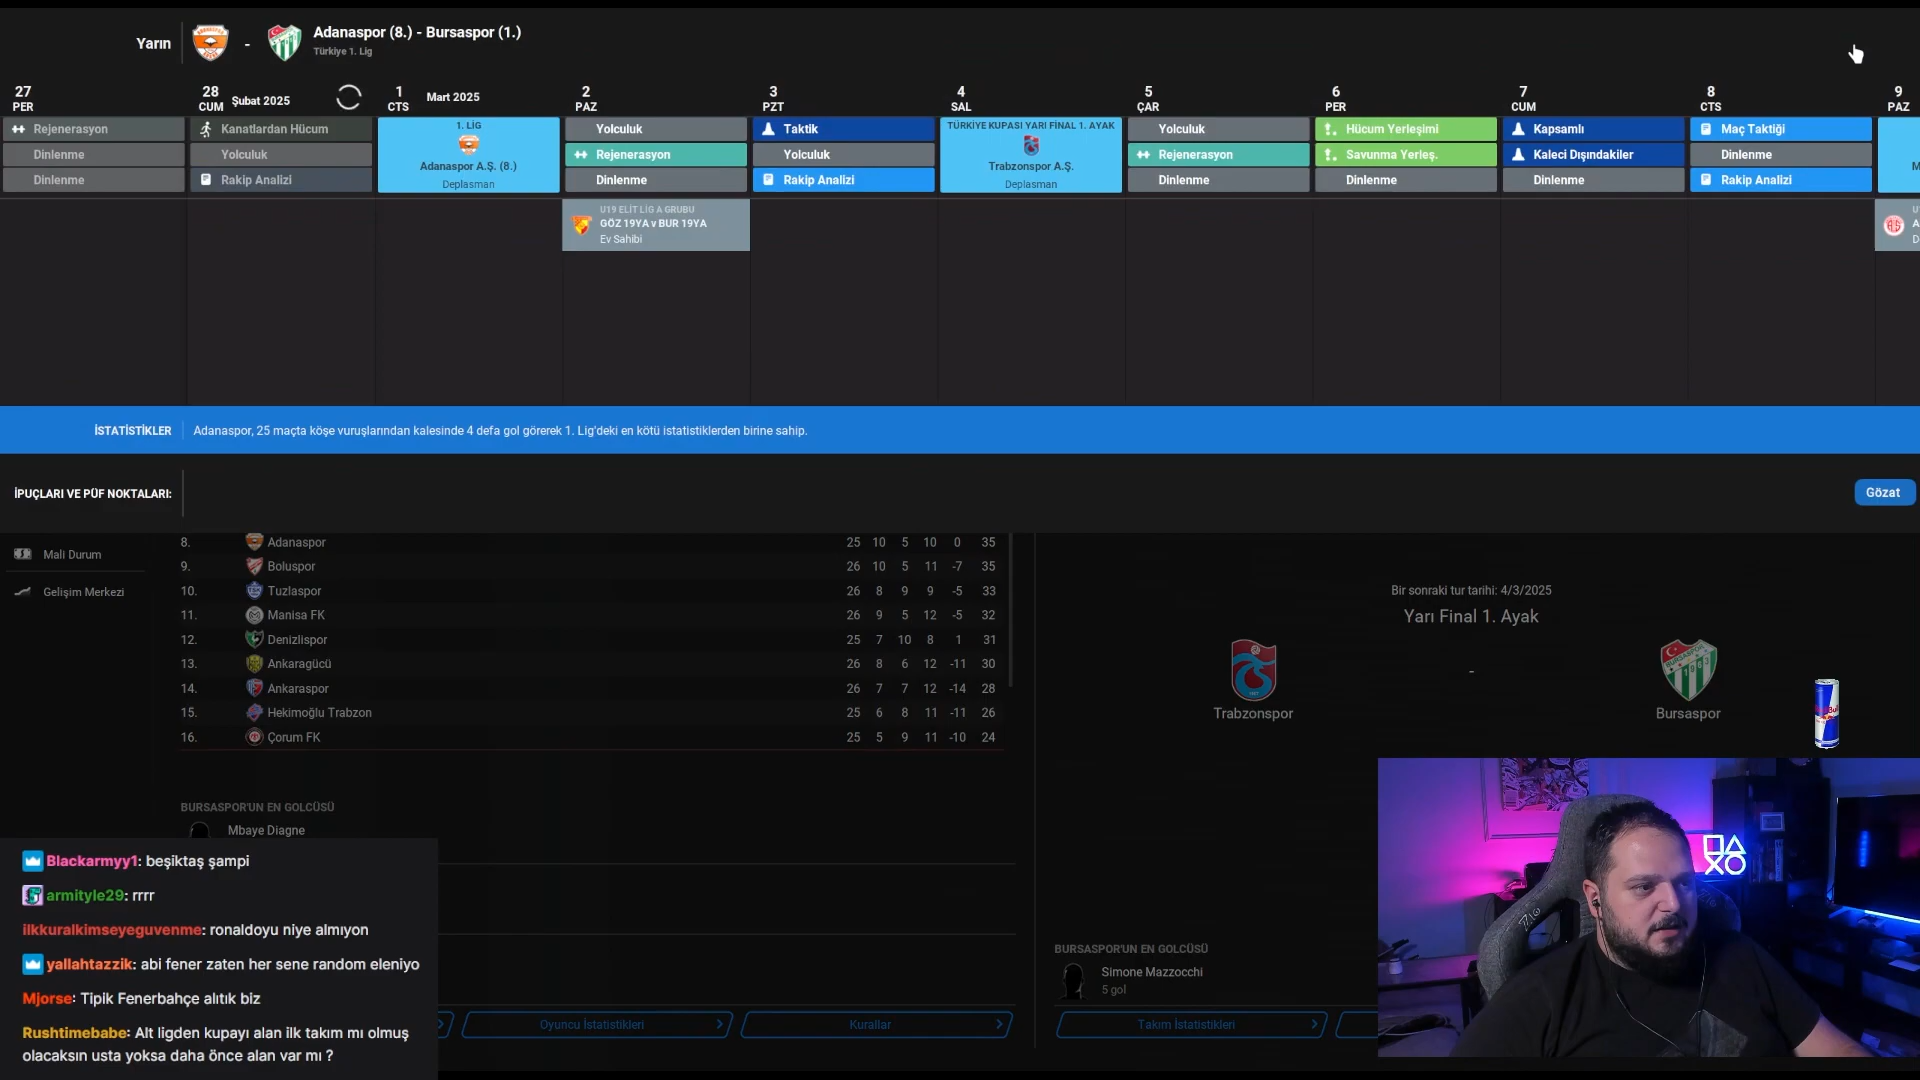 Yarın
-
Adanaspor (8.) - Bursaspor (1.)
Türkiye 1. Lig
27
PER
28
CUM
Şubat 2025
1
CTS
Mart 2025
2
PAZ
3
PZT
4
SAL
5
ÇAR
6
PER
7
CUM
8
CTS
9
PAZ
Rejenerasyon
Dinlenme
Dinlenme
Kanatlardan Hücum
Yolculuk
Rakip Analizi
1. LİG
Adanaspor A.Ş. (8.)
Deplasman
Yolculuk
Rejenerasyon
Dinlenme
Taktik
Yolculuk
Rakip Analizi
TÜRKİYE KUPASI YARI FİNAL 1. AYAK
Trabzonspor A.Ş.
Deplasman
Yolculuk
Rejenerasyon
Dinlenme
Hücum Yerleşimi
Savunma Yerleş.
Dinlenme
Kapsamlı
Kaleci Dışındakiler
Dinlenme
Maç Taktiği
Dinlenme
Rakip Analizi
M
U19 ELİT LİG A GRUBU
GÖZ 19YA v BUR 19YA
Ev Sahibi
U
A
D
İSTATİSTİKLER
Adanaspor, 25 maçta köşe vuruşlarından kalesinde 4 defa gol görerek 1. Lig'deki en kötü istatistiklerden birine sahip.
İPUÇLARI VE PÜF NOKTALARI:
Gözat
Mali Durum
Gelişim Merkezi
8. Adanaspor 25 10 5 10 0 35
9. Boluspor 26 10 5 11 -7 35
10. Tuzlaspor 26 8 9 9 -5 33
11. Manisa FK 26 9 5 12 -5 32
12. Denizlispor 25 7 10 8 1 31
13. Ankaragücü 26 8 6 12 -11 30
14. Ankaraspor 26 7 7 12 -14 28
15. Hekimoğlu Trabzon 25 6 8 11 -11 26
16. Çorum FK 25 5 9 11 -10 24
Bir sonraki tur tarihi: 4/3/2025
Yarı Final 1. Ayak
-
Trabzonspor
Bursaspor
BURSASPOR'UN EN GOLCÜSÜ
Mbaye Diagne
BURSASPOR'UN EN GOLCÜSÜ
Simone Mazzocchi
5 gol
Oyuncu İstatistikleri
Kurallar
Takım İstatistikleri
Blackarmyy1: beşiktaş şampi
armityle29: rrrr
ilkkuralkimseyeguvenme: ronaldoyu niye almıyon
yallahtazzik: abi fener zaten her sene random eleniyo
Mjorse: Tipik Fenerbahçe alıtık biz
Rushtimebabe: Alt ligden kupayı alan ilk takım mı olmuş
olacaksın usta yoksa daha önce alan var mı ?